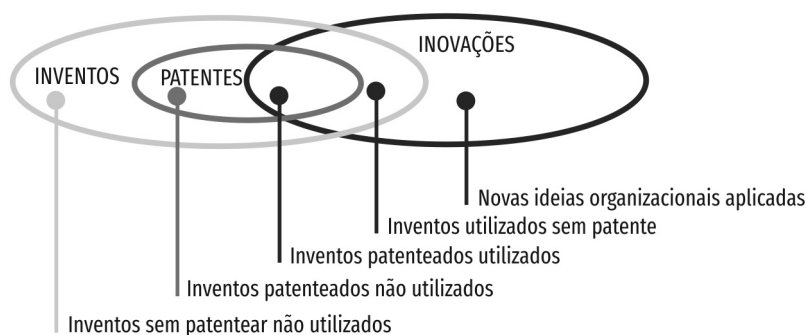 INOVAÇÕES
INVENTOS
PATENTES
Novas ideias organizacionais aplicadas
Inventos utilizados sem patente
Inventos patenteados utilizados
Inventos patenteados não utilizados
Inventos sem patentear não utilizados